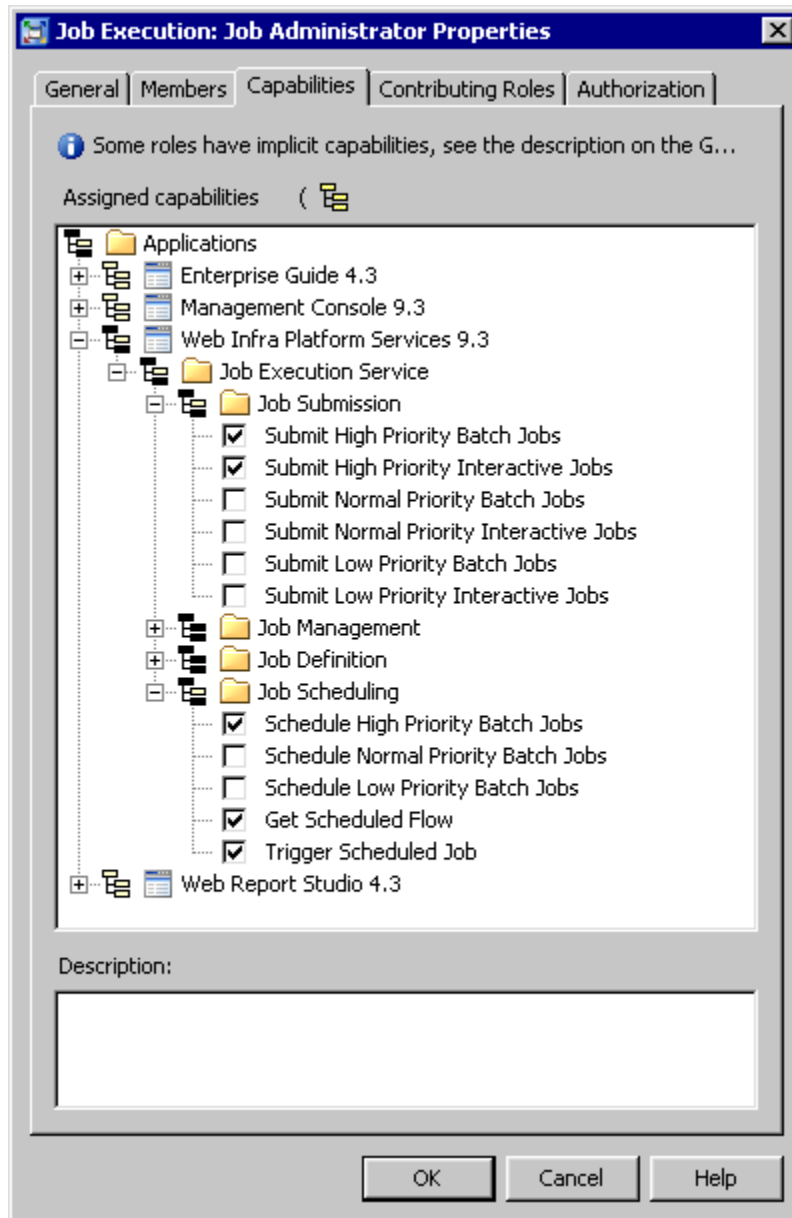 Job Execution: Job Administrator Properties
General Members Capabilities Contributing Roles Authorization
Some roles have implicit capabilities, see the description on the G...
Assigned capabilities (
Applications
Enterprise Guide 4.3
Management Console 9.3
Web Infra Platform Services 9.3
Job Execution Service
Job Submission
Submit High Priority Batch Jobs
Submit High Priority Interactive Jobs
Submit Normal Priority Batch Jobs
Submit Normal Priority Interactive Jobs
Submit Low Priority Batch Jobs
Submit Low Priority Interactive Jobs
Job Management
Job Definition
Job Scheduling
Schedule High Priority Batch Jobs
Schedule Normal Priority Batch Jobs
Schedule Low Priority Batch Jobs
Get Scheduled Flow
Trigger Scheduled Job
Web Report Studio 4.3
Description:
OK Cancel Help